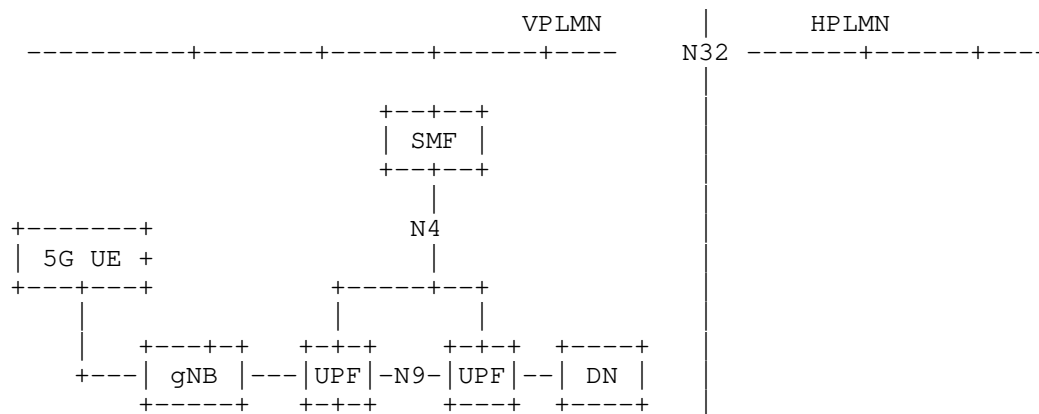 VPLMN HPLMN
N32
SMF
N4
5G UE
gNB UPF N9 UPF DN